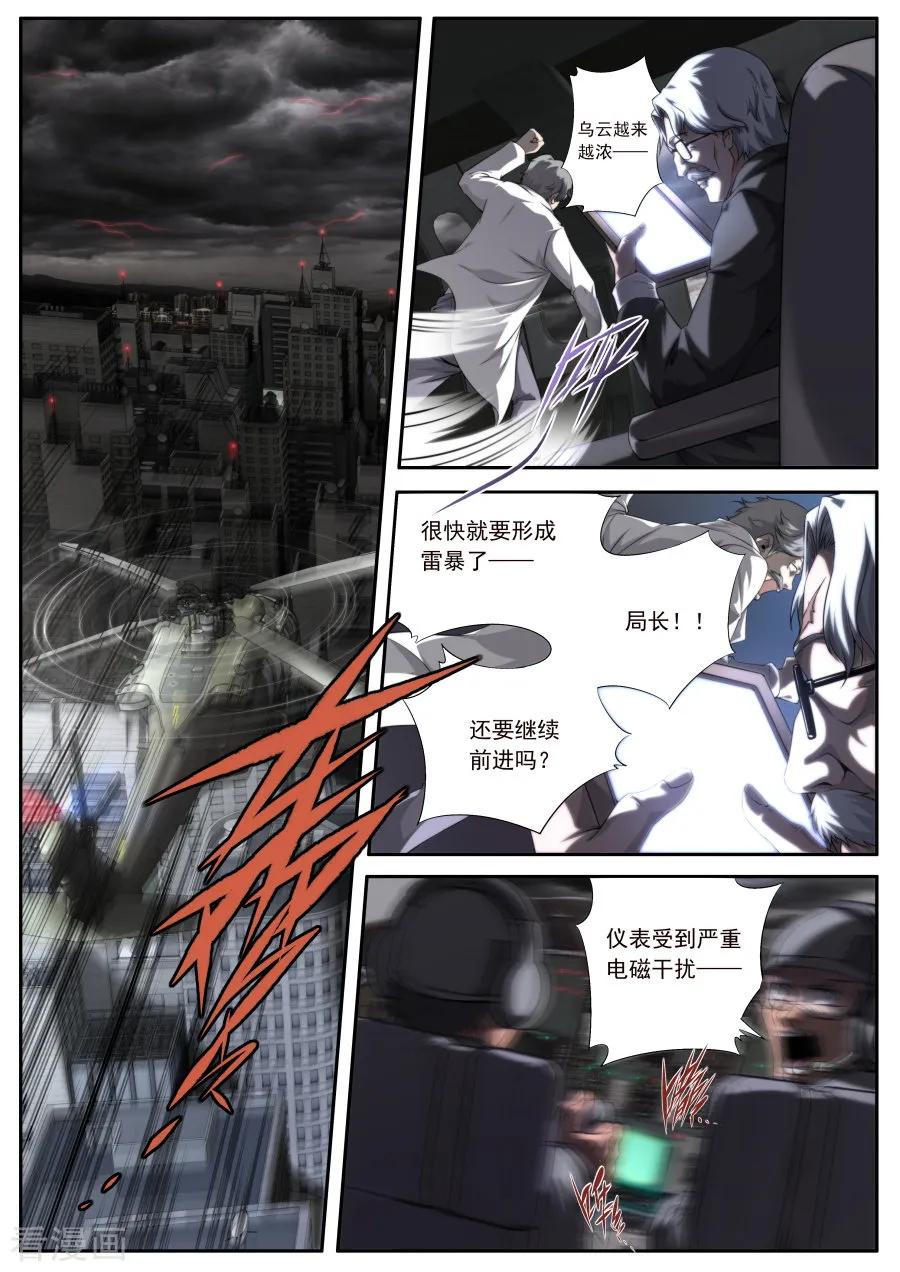 乌云越来
越浓——
很快就要形成
雷暴了——
局长！！
还要继续
前进吗？
仪表受到严重
电磁干扰——
看漫画